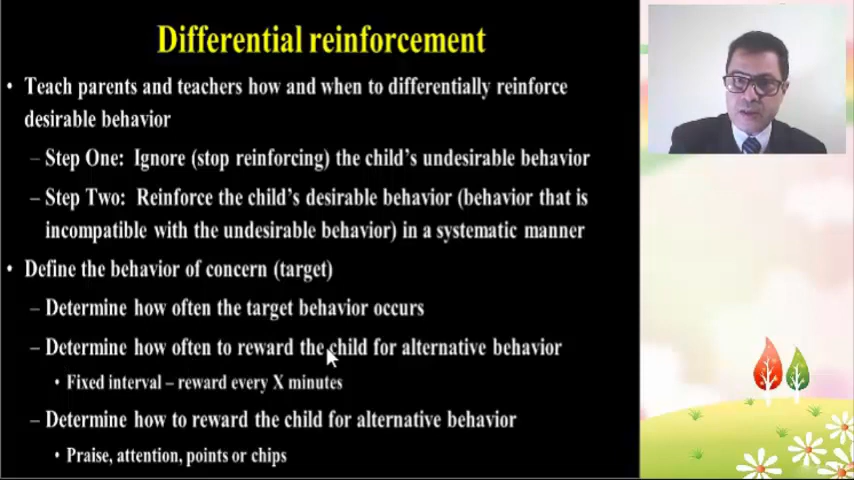 Differential reinforcement
• Teach parents and teachers how and when to differentially reinforce
desirable behavior
– Step One: Ignore (stop reinforcing) the child's undesirable behavior
– Step Two: Reinforce the child's desirable behavior (behavior that is
incompatible with the undesirable behavior) in a systematic manner
• Define the behavior of concern (target)
– Determine how often the target behavior occurs
– Determine how often to reward the child for alternative behavior
• Fixed interval – reward every X minutes
– Determine how to reward the child for alternative behavior
• Praise, attention, points or chips